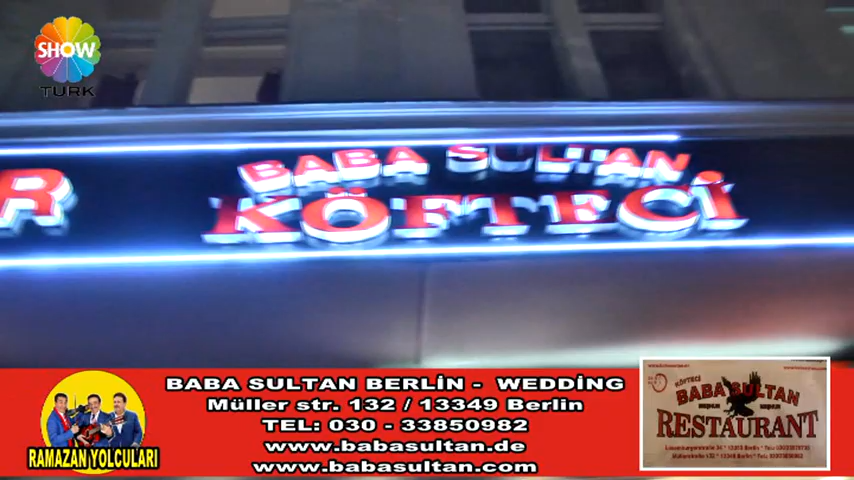 SHOW
TURK
R
BABA SULTAN
KÖFTECİ
BABA SULTAN BERLİN - WEDDİNG
Müller str. 132 / 13349 Berlin
TEL: 030 - 33850982
www.babasultan.de
www.babasultan.com
RAMAZAN YOLCULARI
KÖFTECİ
BABA SULTAN
RESTAURANT